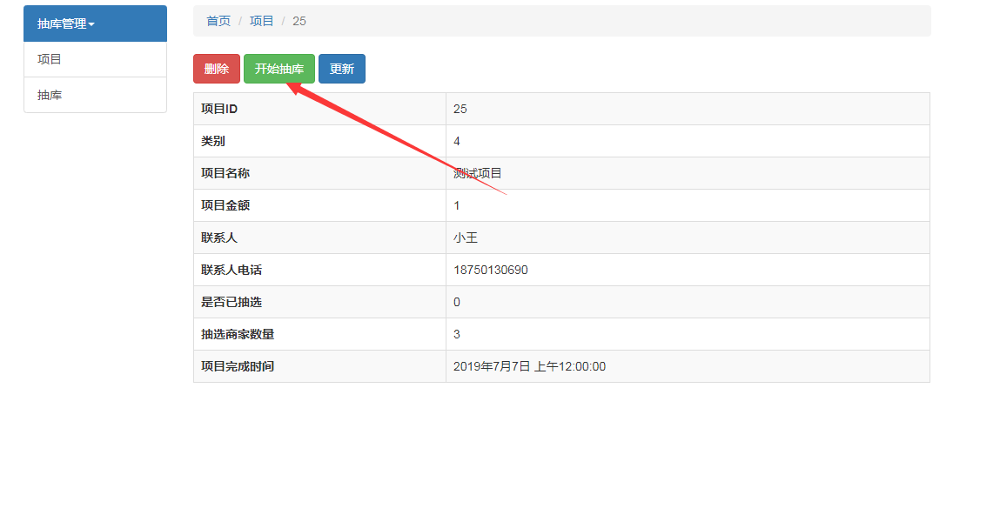 抽库管理
项目
抽库
首页 / 项目 / 25
删除 开始抽库 更新
项目ID 25
类别 4
项目名称 测试项目
项目金额 1
联系人 小王
联系人电话 18750130690
是否已抽选 0
抽选商家数量 3
项目完成时间 2019年7月7日 上午12:00:00